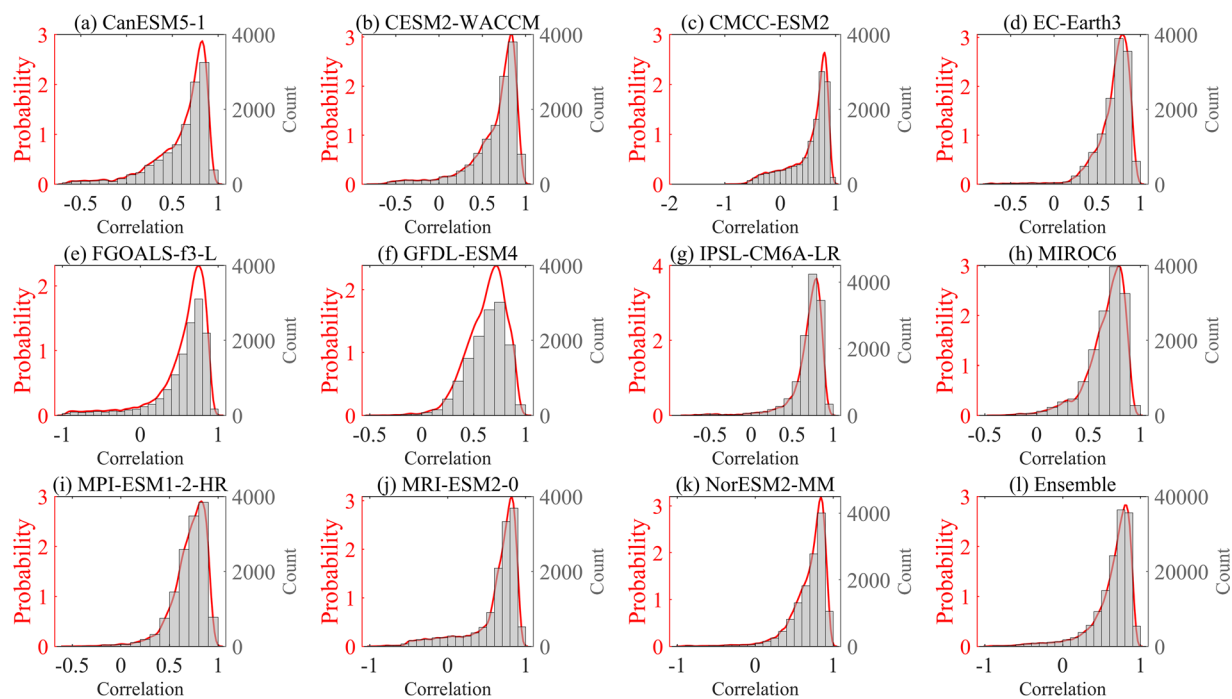 (a) CanESM5-1
Probability
3
2
1
0
4000
2000
0
Count
-0.5 0 0.5 1
Correlation
(b) CESM2-WACCM
Probability
3
2
1
0
4000
2000
0
Count
-0.5 0 0.5 1
Correlation
(c) CMCC-ESM2
Probability
3
2
1
0
4000
2000
0
Count
-2 -1 0 1
Correlation
(d) EC-Earth3
Probability
3
2
1
0
4000
2000
0
Count
-0.5 0 0.5 1
Correlation
(e) FGOALS-f3-L
Probability
2
1
0
4000
2000
0
Count
-1 0 1
Correlation
(f) GFDL-ESM4
Probability
2
1
0
4000
2000
0
Count
-0.5 0 0.5 1
Correlation
(g) IPSL-CM6A-LR
Probability
4
2
0
4000
2000
0
Count
-0.5 0 0.5 1
Correlation
(h) MIROC6
Probability
3
2
1
0
4000
2000
0
Count
-0.5 0 0.5 1
Correlation
(i) MPI-ESM1-2-HR
Probability
3
2
1
0
4000
2000
0
Count
-0.5 0 0.5 1
Correlation
(j) MRI-ESM2-0
Probability
3
2
1
0
4000
2000
0
Count
-1 0 1
Correlation
(k) NorESM2-MM
Probability
3
2
1
0
4000
2000
0
Count
-1 0 1
Correlation
(l) Ensemble
Probability
3
2
1
0
40000
20000
0
Count
-1 0 1
Correlation